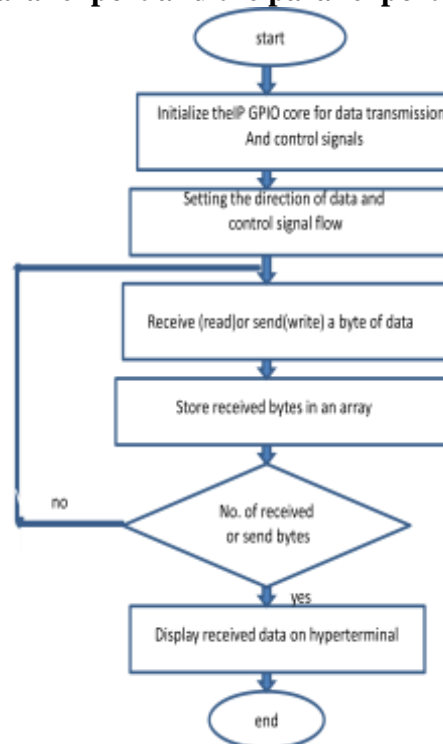 start
Initialize theIP GPIO core for data transmission
And control signals
Setting the direction of data and
control signal flow
Receive (read)or send(write) a byte of data
Store received bytes in an array
no
No. of received
or send bytes
yes
Display received data on hyperterminal
end